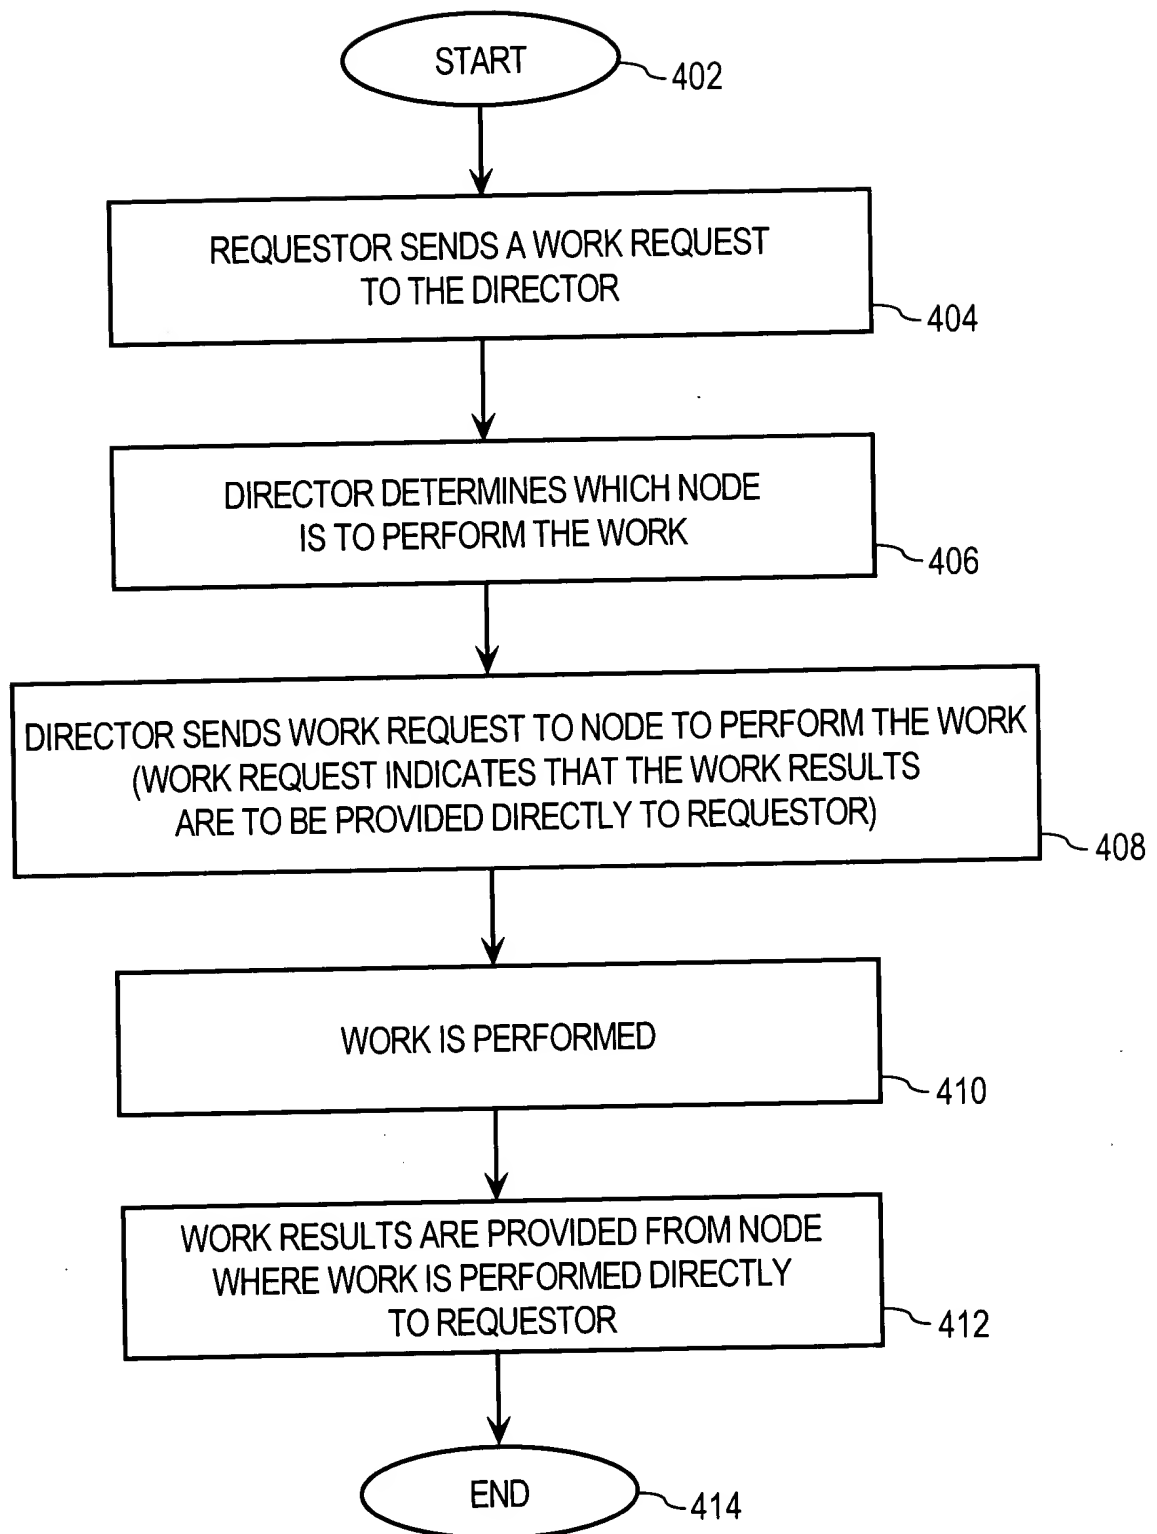 START
402
REQUESTOR SENDS A WORK REQUEST
TO THE DIRECTOR
404
DIRECTOR DETERMINES WHICH NODE
IS TO PERFORM THE WORK
406
DIRECTOR SENDS WORK REQUEST TO NODE TO PERFORM THE WORK
(WORK REQUEST INDICATES THAT THE WORK RESULTS
ARE TO BE PROVIDED DIRECTLY TO REQUESTOR)
408
WORK IS PERFORMED
410
WORK RESULTS ARE PROVIDED FROM NODE
WHERE WORK IS PERFORMED DIRECTLY
TO REQUESTOR
412
END
414